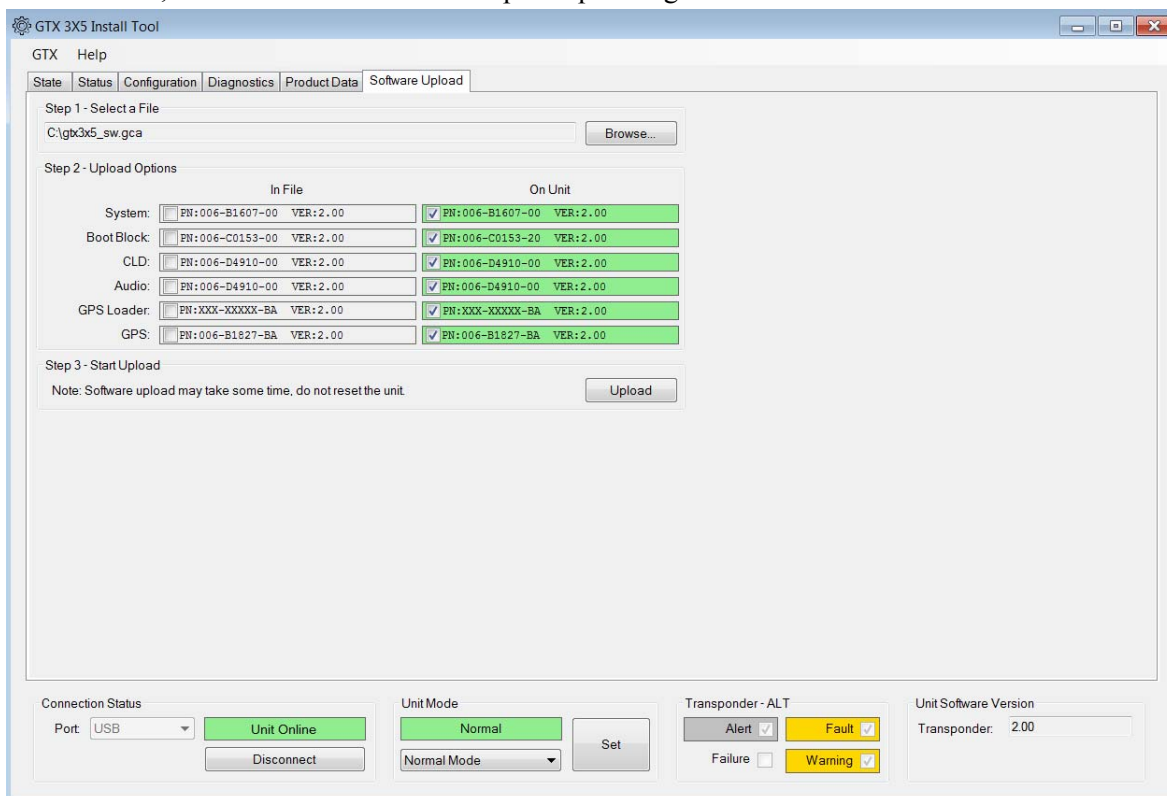 GTX 3X5 Install Tool
GTX Help
State Status Configuration Diagnostics Product Data Software Upload
Step 1 - Select a File
C:\gtx3x5_sw.gca Browse...
Step 2 - Upload Options
In File On Unit
System: PN:006-B1607-00 VER:2.00 PN:006-B1607-00 VER:2.00
Boot Block: PN:006-C0153-00 VER:2.00 PN:006-C0153-20 VER:2.00
CLD: PN:006-D4910-00 VER:2.00 PN:006-D4910-00 VER:2.00
Audio: PN:006-D4910-00 VER:2.00 PN:006-D4910-00 VER:2.00
GPS Loader: PN:XXX-XXXXX-BA VER:2.00 PN:XXX-XXXXX-BA VER:2.00
GPS: PN:006-B1827-BA VER:2.00 PN:006-B1827-BA VER:2.00
Step 3 - Start Upload
Note: Software upload may take some time, do not reset the unit. Upload
Connection Status Unit Mode Transponder - ALT Unit Software Version
Port: USB Unit Online Normal Set Alert Fault Transponder: 2.00
Disconnect Normal Mode Failure Warning